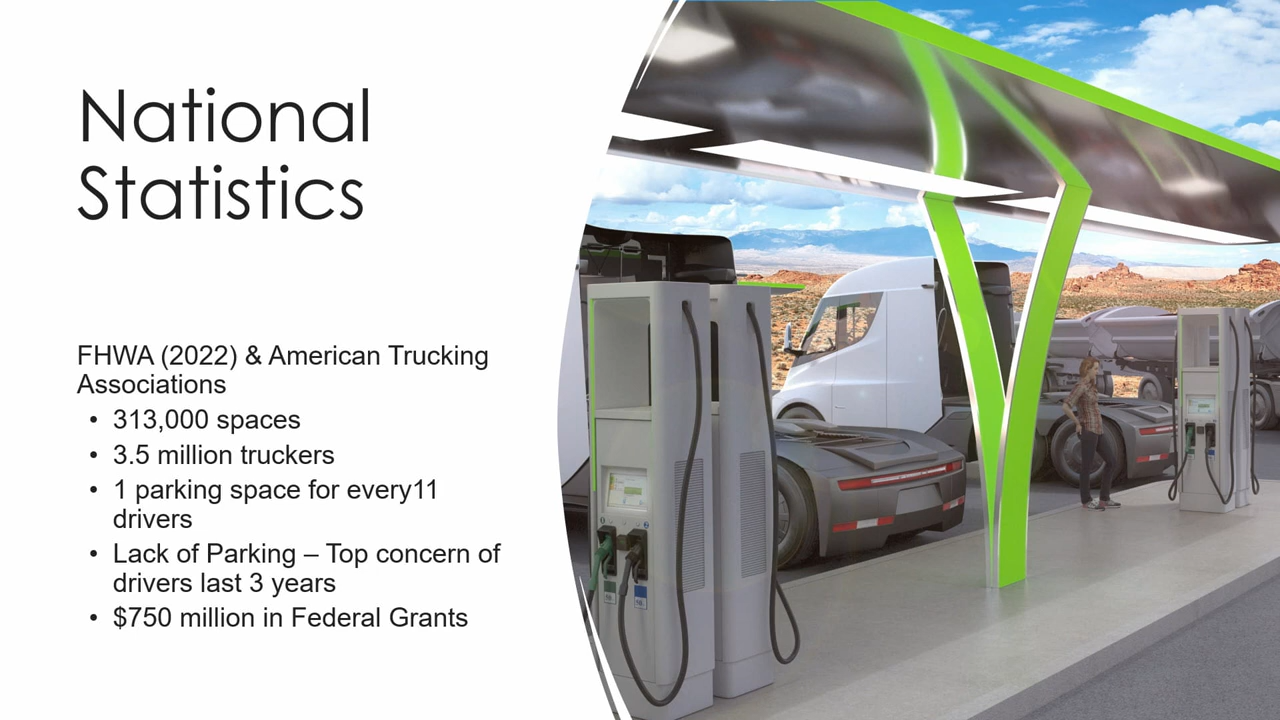 National
Statistics
FHWA (2022) & American Trucking
Associations
• 313,000 spaces
• 3.5 million truckers
• 1 parking space for every11
drivers
• Lack of Parking – Top concern of
drivers last 3 years
• $750 million in Federal Grants